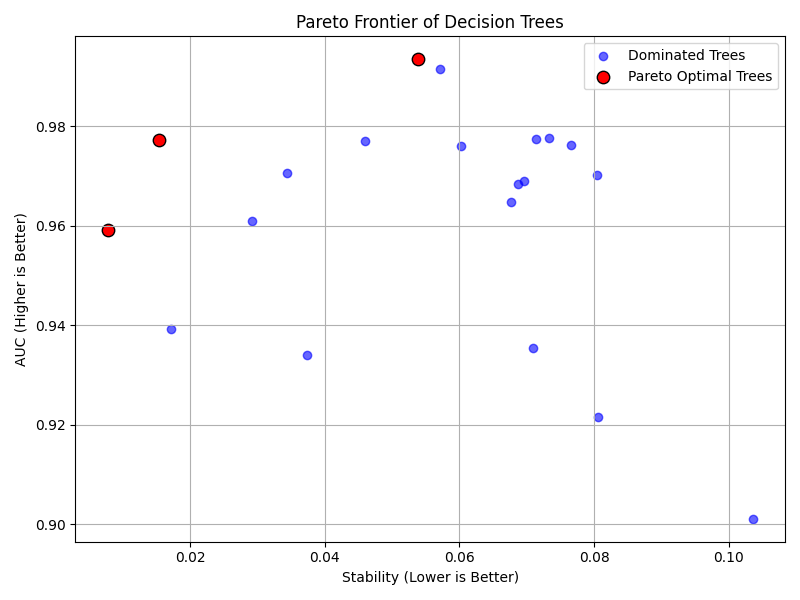 Pareto Frontier of Decision Trees
Dominated Trees
Pareto Optimal Trees
AUC (Higher is Better)
0.98
0.96
0.94
0.92
0.90
0.02
0.04
0.06
0.08
0.10
Stability (Lower is Better)